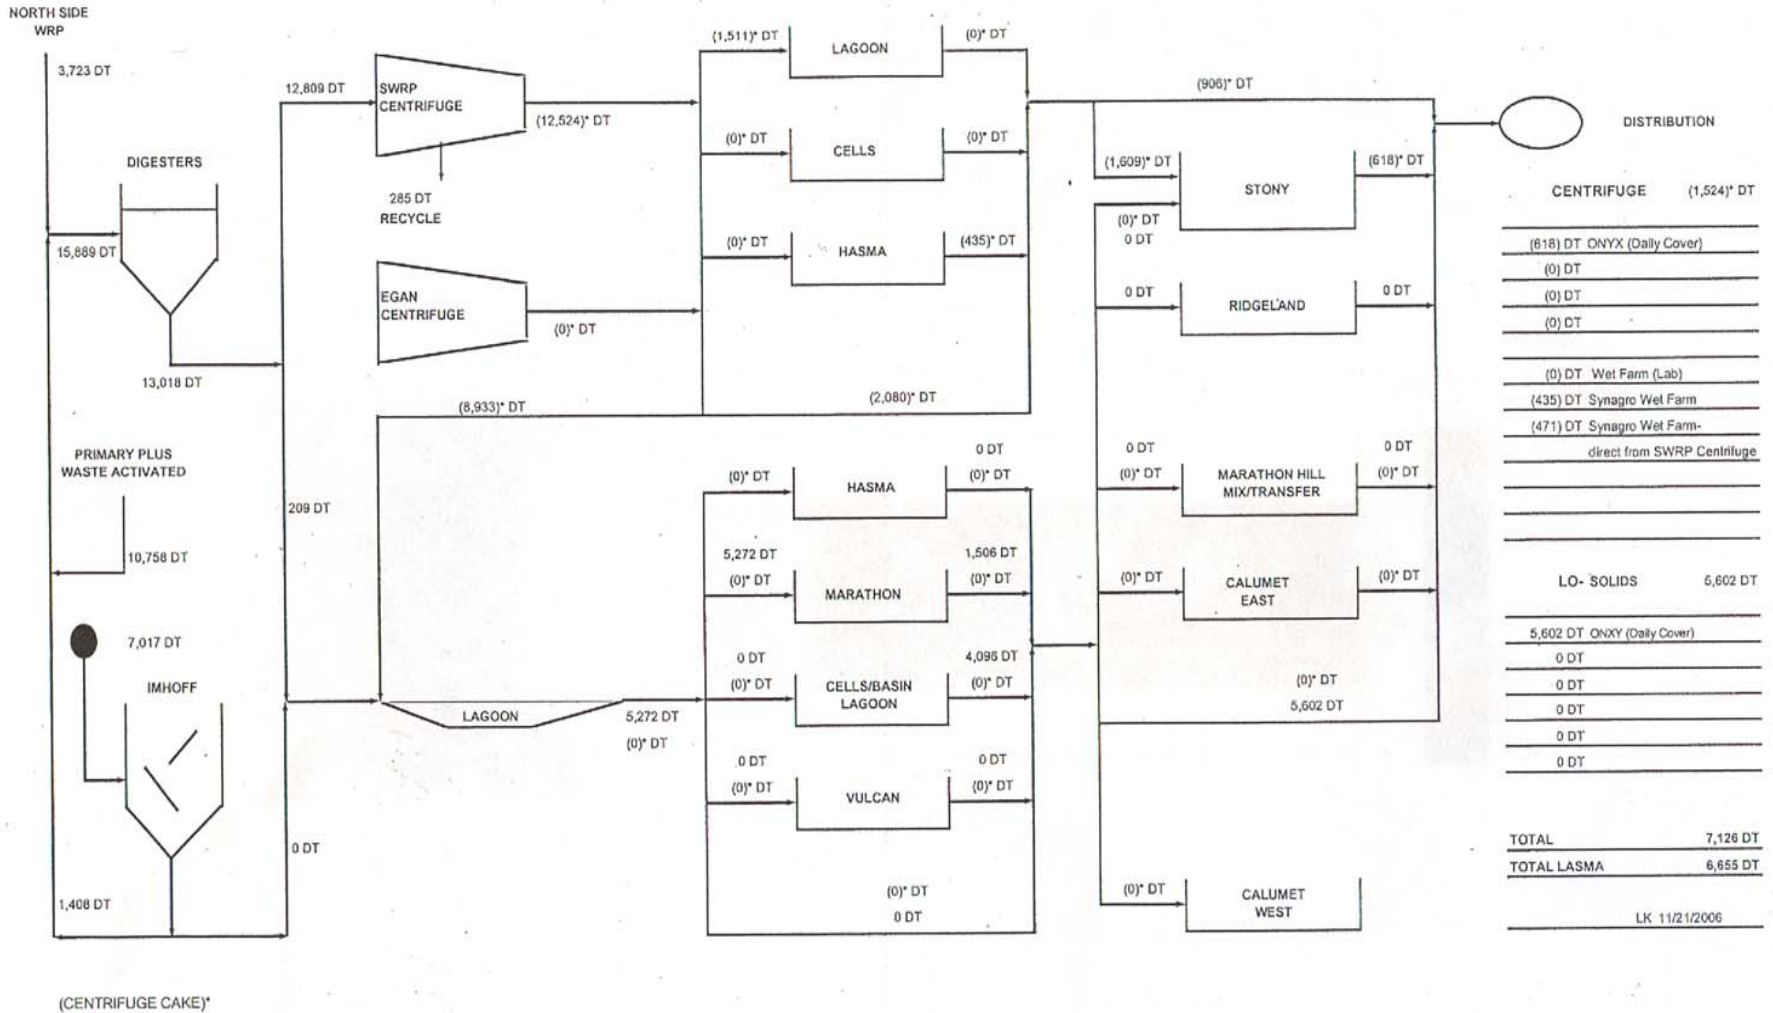 NORTH SIDE
WRP
3,723 DT
DIGESTERS
15,889 DT
13,018 DT
PRIMARY PLUS
WASTE ACTIVATED
10,758 DT
7,017 DT
IMHOFF
1,408 DT
12,809 DT
209 DT
0 DT
SWRP
CENTRIFUGE
(12,524)* DT
285 DT
RECYCLE
EGAN
CENTRIFUGE
(0)* DT
(8,933)* DT
(2,080)* DT
LAGOON
5,272 DT
(0)* DT
(1,511)* DT
LAGOON
(0)* DT
(0)* DT
CELLS
(0)* DT
(0)* DT
HASMA
(435)* DT
0 DT
(0)* DT
HASMA
(0)* DT
5,272 DT
1,506 DT
(0)* DT
MARATHON
(0)* DT
0 DT
4,096 DT
(0)* DT
CELLS/BASIN
LAGOON
(0)* DT
0 DT
0 DT
(0)* DT
VULCAN
(0)* DT
(0)* DT
0 DT
(906)* DT
(1,609)* DT
STONY
(618)* DT
(0)* DT
0 DT
0 DT
RIDGELAND
0 DT
0 DT
0 DT
(0)* DT
MARATHON HILL
MIX/TRANSFER
(0)* DT
(0)* DT
CALUMET
EAST
(0)* DT
(0)* DT
5,602 DT
(0)* DT
CALUMET
WEST
DISTRIBUTION
CENTRIFUGE (1,524)* DT
(618) DT ONYX (Daily Cover)
(0) DT
(0) DT
(0) DT
(0) DT Wet Farm (Lab)
(435) DT Synagro Wet Farm
(471) DT Synagro Wet Farm-
direct from SWRP Centrifuge
LO- SOLIDS 5,602 DT
5,602 DT ONXY (Daily Cover)
0 DT
0 DT
0 DT
0 DT
0 DT
TOTAL 7,126 DT
TOTAL LASMA 6,655 DT
LK 11/21/2006
(CENTRIFUGE CAKE)*